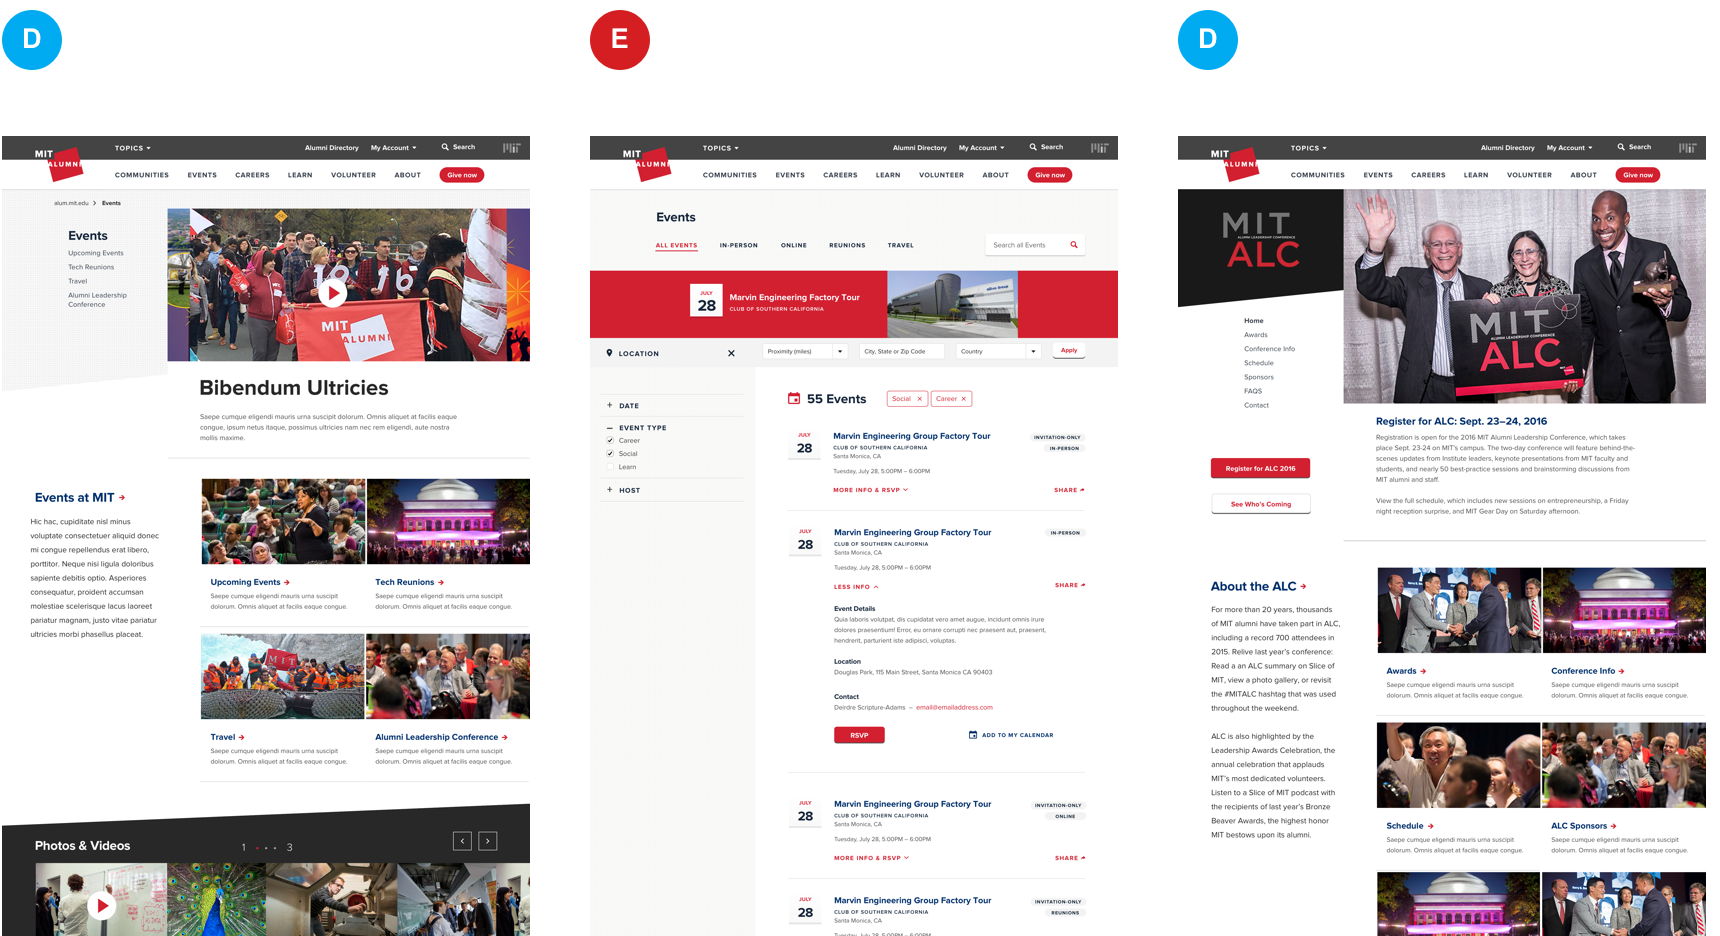 D
E
D
MIT
ALUMNI
TOPICS
Alumni Directory
My Account
Search
COMMUNITIES
EVENTS
CAREERS
LEARN
VOLUNTEER
ABOUT
Give now
alum.mit.edu > Events
Events
Upcoming Events
Tech Reunions
Travel
Alumni Leadership
Conference
1816
MIT
ALUMNI
Bibendum Ultricies
Saepe cumque eligendi mauris urna suscipit dolorum. Omnis aliquet at facilis eaque
congue, ipsum netus itaque, possimus ultricies nam nec rem eligendi, aute nostra
mollis maxime.
Events at MIT
Hic hac, cupiditate nisl minus
voluptate consectetuer aliquid donec
mi congue repellendus erat libero,
porttitor. Neque nisi ligula doloribus
sapiente debitis optio. Asperiores
consequatur, proident accumsan
molestiae scelerisque lacus laoreet
pariatur magnam, justo vitae pariatur
ultricies morbi phasellus placeat.
Upcoming Events
Saepe cumque eligendi mauris urna suscipit
dolorum. Omnis aliquet at facilis eaque congue.
Tech Reunions
Saepe cumque eligendi mauris urna suscipit
dolorum. Omnis aliquet at facilis eaque congue.
MIT
Travel
Saepe cumque eligendi mauris urna suscipit
dolorum. Omnis aliquet at facilis eaque congue.
Alumni Leadership Conference
Saepe cumque eligendi mauris urna suscipit
dolorum. Omnis aliquet at facilis eaque congue.
Photos & Videos
1
3
MIT
ALUMNI
TOPICS
Alumni Directory
My Account
Search
COMMUNITIES
EVENTS
CAREERS
LEARN
VOLUNTEER
ABOUT
Give now
Events
ALL EVENTS
IN-PERSON
ONLINE
REUNIONS
TRAVEL
Search all Events
JULY
28
Marvin Engineering Factory Tour
CLUB OF SOUTHERN CALIFORNIA
LOCATION
Proximity (miles)
City, State or Zip Code
Country
Apply
+ DATE
– EVENT TYPE
Career
Social
Learn
+ HOST
55 Events
Social ×
Career ×
JULY
28
Marvin Engineering Group Factory Tour
CLUB OF SOUTHERN CALIFORNIA
Santa Monica, CA
Tuesday, July 28, 5:00PM – 6:00PM
INVITATION-ONLY
IN-PERSON
MORE INFO & RSVP
SHARE
JULY
28
Marvin Engineering Group Factory Tour
CLUB OF SOUTHERN CALIFORNIA
Santa Monica, CA
Tuesday, July 28, 5:00PM – 6:00PM
IN-PERSON
LESS INFO
SHARE
Event Details
Quia laboris volutpat, dis cupidatat vero amet augue, incidunt omnis irure
dolores praesentium! Error, eu ornare corrupti nec praesent aut, praesent,
hendrerit, parturient iste adipisci, voluptas.
Location
Douglas Park, 115 Main Street, Santa Monica CA 90403
Contact
Deirdre Scripture-Adams – email@emailaddress.com
RSVP
ADD TO MY CALENDAR
JULY
28
Marvin Engineering Group Factory Tour
CLUB OF SOUTHERN CALIFORNIA
Santa Monica, CA
Tuesday, July 28, 5:00PM – 6:00PM
INVITATION-ONLY
ONLINE
MORE INFO & RSVP
SHARE
JULY
28
Marvin Engineering Group Factory Tour
CLUB OF SOUTHERN CALIFORNIA
Santa Monica, CA
Tuesday, July 28, 5:00PM – 6:00PM
INVITATION-ONLY
REUNIONS
MIT
ALUMNI
TOPICS
Alumni Directory
My Account
Search
COMMUNITIES
EVENTS
CAREERS
LEARN
VOLUNTEER
ABOUT
Give now
MIT
ALUMNI LEADERSHIP CONFERENCE
ALC
Home
Awards
Conference Info
Schedule
Sponsors
FAQS
Contact
Register for ALC 2016
See Who's Coming
MIT
ALUMNI LEADERSHIP CONFERENCE
ALC
Register for ALC: Sept. 23–24, 2016
Registration is open for the 2016 MIT Alumni Leadership Conference, which takes
place Sept. 23-24 on MIT's campus. The two-day conference will feature behind-the-
scenes updates from Institute leaders, keynote presentations from MIT faculty and
students, and nearly 50 best-practice sessions and brainstorming discussions from
MIT alumni and staff.
View the full schedule, which includes new sessions on entrepreneurship, a Friday
night reception surprise, and MIT Gear Day on Saturday afternoon.
About the ALC
For more than 20 years, thousands
of MIT alumni have taken part in ALC,
including a record 700 attendees in
2015. Relive last year's conference:
Read a an ALC summary on Slice of
MIT, view a photo gallery, or revisit
the #MITALC hashtag that was used
throughout the weekend.
ALC is also highlighted by the
Leadership Awards Celebration, the
annual celebration that applauds
MIT's most dedicated volunteers.
Listen to a Slice of MIT podcast with
the recipients of last year's Bronze
Beaver Awards, the highest honor
MIT bestows upon its alumni.
Awards
Saepe cumque eligendi mauris urna suscipit
dolorum. Omnis aliquet at facilis eaque congue.
Conference Info
Saepe cumque eligendi mauris urna suscipit
dolorum. Omnis aliquet at facilis eaque congue.
Schedule
Saepe cumque eligendi mauris urna suscipit
dolorum. Omnis aliquet at facilis eaque congue.
ALC Sponsors
Saepe cumque eligendi mauris urna suscipit
dolorum. Omnis aliquet at facilis eaque congue.